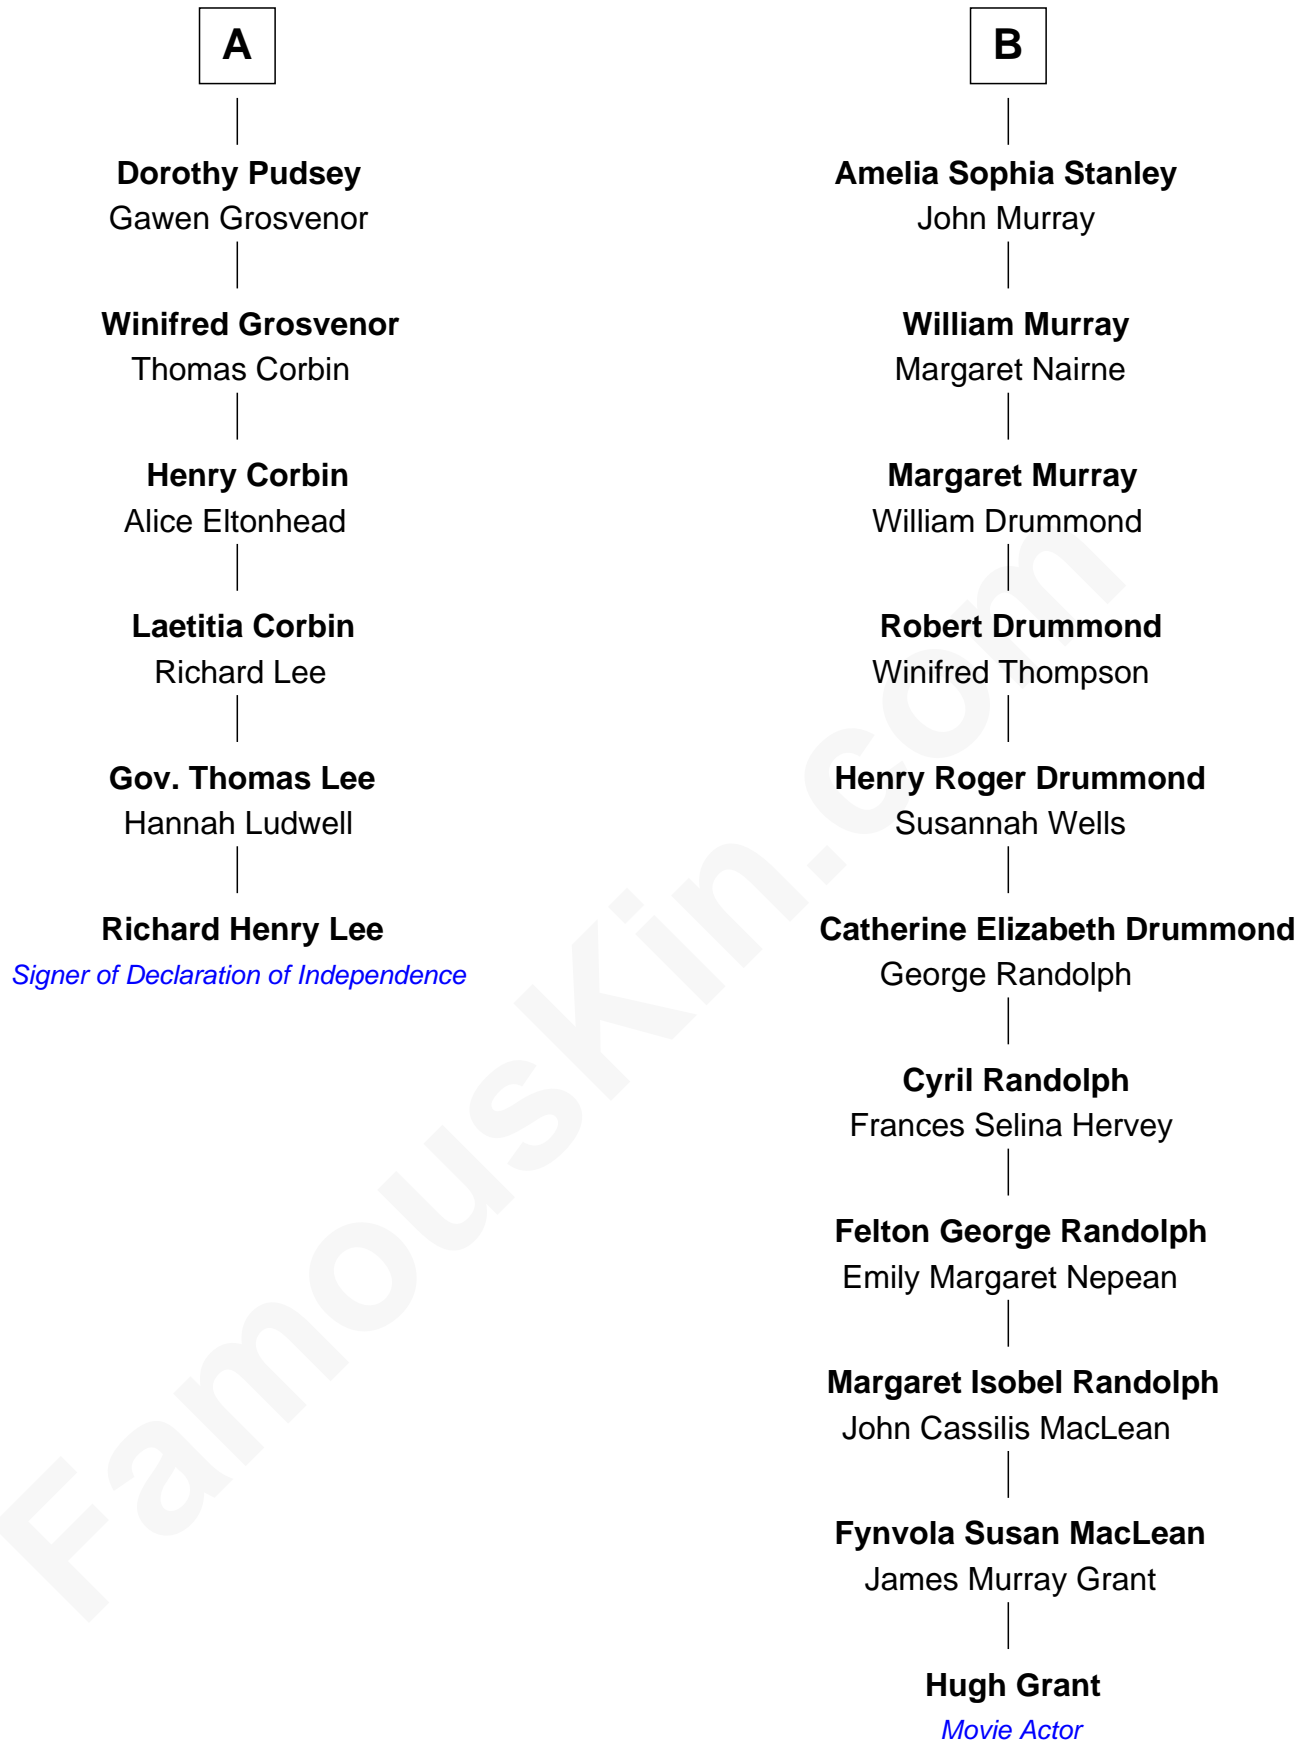 A
Dorothy Pudsey
Gawen Grosvenor
Winifred Grosvenor
Thomas Corbin
Henry Corbin
Alice Eltonhead
Laetitia Corbin
Richard Lee
Gov. Thomas Lee
Hannah Ludwell
Richard Henry Lee
Signer of Declaration of Independence
B
Amelia Sophia Stanley
John Murray
William Murray
Margaret Nairne
Margaret Murray
William Drummond
Robert Drummond
Winifred Thompson
Henry Roger Drummond
Susannah Wells
Catherine Elizabeth Drummond
George Randolph
Cyril Randolph
Frances Selina Hervey
Felton George Randolph
Emily Margaret Nepean
Margaret Isobel Randolph
John Cassilis MacLean
Fynvola Susan MacLean
James Murray Grant
Hugh Grant
Movie Actor
FamousKin.com